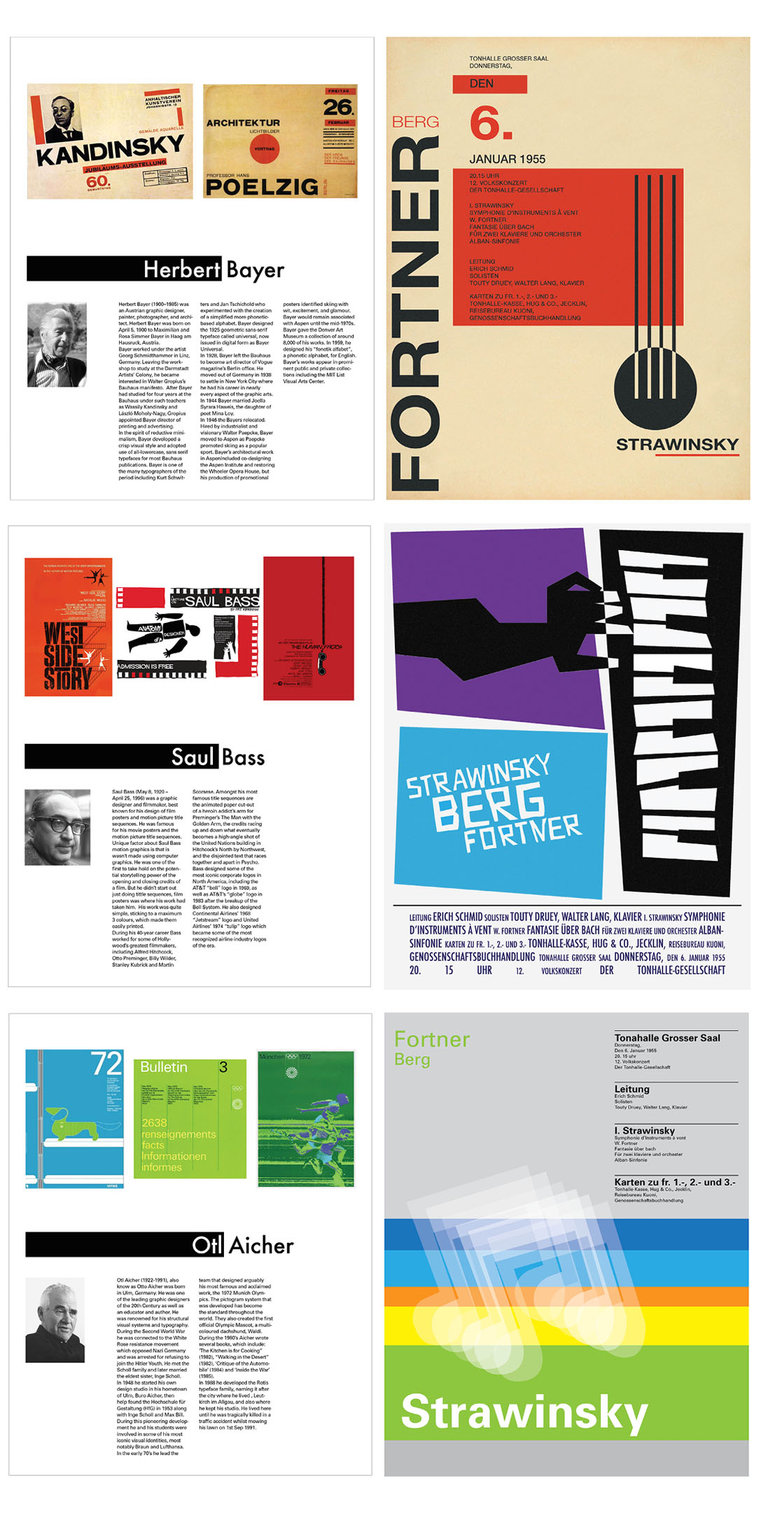 ANHALTISCHER
KUNSTVEREIN
JOHANNISSTR. 13
GEMÄLDE AQUARELLE
KANDINSKY
JUBILÄUMS-AUSSTELLUNG
60.
GEBURTSTAG
FREITAG
26.
FEBRUAR
ARCHITEKTUR
LICHTBILDER
VORTRAG
PROFESSOR HANS
POELZIG
BERLIN
Herbert Bayer
Herbert Bayer (1900–1985) was
an Austrian graphic designer,
painter, photographer, and archi-
tect. Herbert Bayer was born on
April 5, 1900 to Maximilian and
Rosa Simmer Bayer in Haag am
Hausruck, Austria.
Bayer worked under the artist
Georg Schmidthammer in Linz,
Germany. Leaving the work-
shop to study at the Darmstadt
Artists' Colony, he became
interested in Walter Gropius's
Bauhaus manifesto. After Bayer
had studied for four years at the
Bauhaus under such teachers
as Wassily Kandinsky and
László Moholy-Nagy, Gropius
appointed Bayer director of
printing and advertising.
In the spirit of reductive mini-
malism, Bayer developed a
crisp visual style and adopted
use of all-lowercase, sans serif
typefaces for most Bauhaus
publications. Bayer is one of
the many typographers of the
period including Kurt Schwit-
ters and Jan Tschichold who
experimented with the creation
of a simplified more phonetic-
based alphabet. Bayer designed
the 1925 geometric sans-serif
typeface called universal, now
issued in digital form as Bayer
Universal.
In 1928, Bayer left the Bauhaus
to become art director of Vogue
magazine's Berlin office. He
moved out of Germany in 1938
to settle in New York City where
he had his career in nearly
every aspect of the graphic arts.
In 1944 Bayer married Joella
Syrara Haweis, the daughter of
poet Mina Loy.
In 1946 the Bayers relocated.
Hired by industrialist and
visionary Walter Paepcke, Bayer
moved to Aspen as Paepcke
promoted skiing as a popular
sport. Bayer's architectural work
in Aspenincluded co-designing
the Aspen Institute and restoring
the Wheeler Opera House, but
his production of promotional
posters identified skiing with
wit, excitement, and glamour.
Bayer would remain associated
with Aspen until the mid-1970s.
Bayer gave the Denver Art
Museum a collection of around
8,000 of his works. In 1959, he
designed his "fonetik alfabet",
a phonetic alphabet, for English.
Bayer's works appear in promi-
nent public and private collec-
tions including the MIT List
Visual Arts Center.
TONHALLE GROSSER SAAL
DONNERSTAG,
DEN
6.
JANUAR 1955
BERG
FORTNER
20.15 UHR
12. VOLKSKONZERT
DER TONHALLE-GESELLSCHAFT
I. STRAWINSKY
SYMPHONIE D'INSTRUMENTS À VENT
W. FORTNER
FANTASIE ÜBER BACH
FÜR ZWEI KLAVIERE UND ORCHESTER
ALBAN-SINFONIE
LEITUNG
ERICH SCHMID
SOLISTEN
TOUTY DRUEY, WALTER LANG, KLAVIER
KARTEN ZU FR. 1.-, 2.- UND 3.-
TONHALLE-KASSE, HUG & CO., JECKLIN,
REISEBUREAU KUONI,
GENOSSENSCHAFTSBUCHHANDLUNG
STRAWINSKY
WEST
SIDE
STORY
SAUL BASS
ANATOMY
DESIGNER
ADMISSION IS FREE
THE HUMAN FACTOR
Saul Bass
Saul Bass (May 8, 1920 –
April 25, 1996) was a graphic
designer and filmmaker, best
known for his design of film
posters and motion picture title
sequences. He was famous
for his movie posters and the
motion picture title sequences.
Unique factor about Saul Bass
motion graphics is that is
wasn't made using computer
graphics. He was one of the
first to take hold on the poten-
tial storytelling power of the
opening and closing credits of
a film. But he didn't start out
just doing title sequences, film
posters was where his work had
taken him. His work was quite
simple, sticking to a maximum
3 colours, which made them
easily printed.
During his 40-year career Bass
worked for some of Holly-
wood's greatest filmmakers,
including Alfred Hitchcock,
Otto Preminger, Billy Wilder,
Stanley Kubrick and Martin
Scorsese. Amongst his most
famous title sequences are
the animated paper cut-out
of a heroin addict's arm for
Preminger's The Man with the
Golden Arm, the credits racing
up and down what eventually
becomes a high-angle shot of
the United Nations building in
Hitchcock's North by Northwest,
and the disjointed text that races
together and apart in Psycho.
Bass designed some of the
most iconic corporate logos in
North America, including the
AT&T "bell" logo in 1969, as
well as AT&T's "globe" logo in
1983 after the breakup of the
Bell System. He also designed
Continental Airlines' 1968
"Jetstream" logo and United
Airlines' 1974 "tulip" logo which
became some of the most
recognized airline industry logos
of the era.
STRAWINSKY
BERG
FORTNER
LEITUNG ERICH SCHMID SOLISTEN TOUTY DRUEY, WALTER LANG, KLAVIER I. STRAWINSKY SYMPHONIE
D'INSTRUMENTS À VENT W. FORTNER FANTASIE ÜBER BACH FÜR ZWEI KLAVIERE UND ORCHESTER ALBAN-
SINFONIE KARTEN ZU FR. 1.-, 2.- UND 3.- TONHALLE-KASSE, HUG & CO., JECKLIN, REISEBUREAU KUONI,
GENOSSENSCHAFTSBUCHHANDLUNG TONAHALLE GROSSER SAAL DONNERSTAG, DEN 6. JANUAR 1955
20. 15 UHR 12. VOLKSKONZERT DER TONHALLE-GESELLSCHAFT
72
Bulletin 3
2638
renseignements
facts
Informationen
informes
München 1972
Otl Aicher
Otl Aicher (1922-1991), also
know as Otto Aicher was born
in Ulm, Germany. He was one
of the leading graphic designers
of the 20th Century as well as
an educator and author. He
was renowned for his structural
visual systems and typography.
During the Second World War
he was connected to the White
Rose resistance movement
which opposed Nazi Germany
and was arrested for refusing to
join the Hitler Youth. He met the
Scholl family and later married
the eldest sister, Inge Scholl.
In 1948 he started his own
design studio in his hometown
of Ulm, Buro Aicher, then
help found the Hochschule für
Gestaltung (HfG) in 1953 along
with Inge Scholl and Max Bill.
During this pioneering develop
ment he and his students were
involved in some of his most
iconic visual identities, most
notably Braun and Lufthansa.
In the early 70's he lead the
team that designed arguably
his most famous and acclaimed
work, the 1972 Munich Olym-
pics. The pictogram system that
was developed has become
the standard throughout the
world. They also created the first
official Olympic Mascot, a multi-
coloured dachshund, Waldi.
During the 1980's Aicher wrote
several books, which include:
'The Kitchen is for Cooking"
(1982), "Walking in the Desert"
(1982), 'Critique of the Automo-
bile' (1984) and 'Inside the War'
(1985).
In 1988 he developed the Rotis
typeface family, naming it after
the city where he lived , Leut-
kirch im Allgau, and also where
he kept his studio. He lived here
until he was tragically killed in a
traffic accident whilst mowing
his lawn on 1st Sep 1991.
Fortner
Berg
Tonahalle Grosser Saal
Donnerstag,
Den 6. Januar 1955
20. 15 uhr
12. Volkskonzert
Der Tonhalle-Gesellschaft
Leitung
Erich Schmid
Solisten
Touty Druey, Walter Lang, Klavier
I. Strawinsky
Symphonie d'Instruments à vent
W. Fortner
Fantasie über bach
Für zwei klaviere und orchester
Alban-Sinfonie
Karten zu fr. 1.-, 2.- und 3.-
Tonhalle-Kasse, Hug & Co., Jecklin,
Reisebureau Kuoni,
Genossenschaftsbuchhandlung
Strawinsky